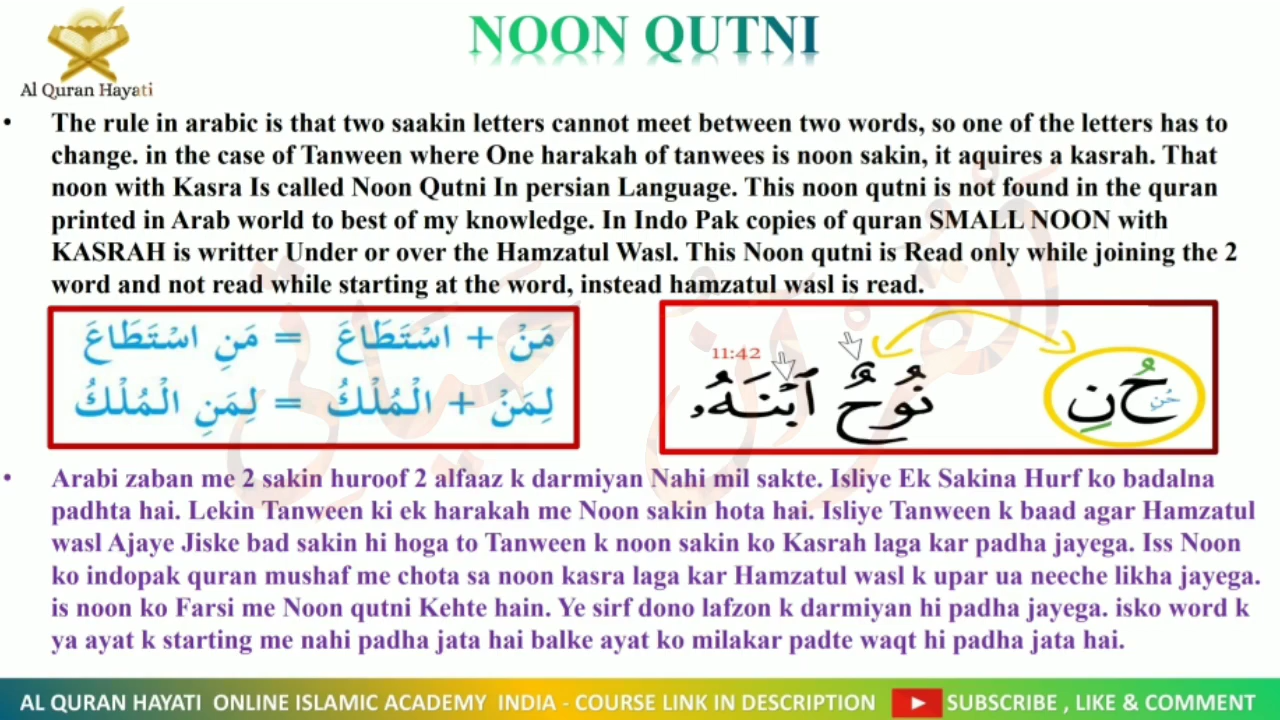 Al Quran Hayati
NOON QUTNI
• The rule in arabic is that two saakin letters cannot meet between two words, so one of the letters has to
change. in the case of Tanween where One harakah of tanwees is noon sakin, it aquires a kasrah. That
noon with Kasra Is called Noon Qutni In persian Language. This noon qutni is not found in the quran
printed in Arab world to best of my knowledge. In Indo Pak copies of quran SMALL NOON with
KASRAH is writter Under or over the Hamzatul Wasl. This Noon qutni is Read only while joining the 2
word and not read while starting at the word, instead hamzatul wasl is read.
مَنْ + اسْتَطَاعَ = مَنِ اسْتَطَاعَ
لِمَنْ + الْمُلْكُ = لِمَنِ الْمُلْكُ
11:42
نُوحٌ ٱبْنَهُۥ
حُنِ
حُنِ
• Arabi zaban me 2 sakin huroof 2 alfaaz k darmiyan Nahi mil sakte. Isliye Ek Sakina Hurf ko badalna
padhta hai. Lekin Tanween ki ek harakah me Noon sakin hota hai. Isliye Tanween k baad agar Hamzatul
wasl Ajaye Jiske bad sakin hi hoga to Tanween k noon sakin ko Kasrah laga kar padha jayega. Iss Noon
ko indopak quran mushaf me chota sa noon kasra laga kar Hamzatul wasl k upar ua neeche likha jayega.
is noon ko Farsi me Noon qutni Kehte hain. Ye sirf dono lafzon k darmiyan hi padha jayega. isko word k
ya ayat k starting me nahi padha jata hai balke ayat ko milakar padte waqt hi padha jata hai.
AL QURAN HAYATI ONLINE ISLAMIC ACADEMY INDIA - COURSE LINK IN DESCRIPTION SUBSCRIBE , LIKE & COMMENT